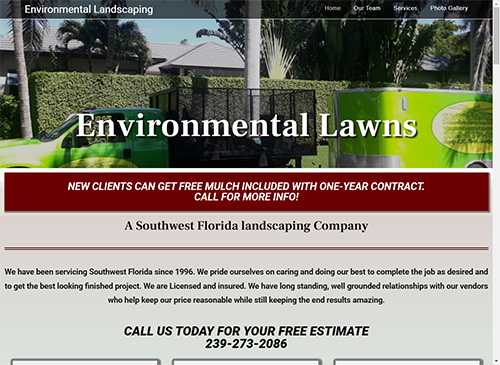 Environmental Landscaping
Home Our Team Services Photo Gallery
Environmental Lawns
NEW CLIENTS CAN GET FREE MULCH INCLUDED WITH ONE-YEAR CONTRACT.
CALL FOR MORE INFO!
A Southwest Florida landscaping Company
We have been servicing Southwest Florida since 1996. We pride ourselves on caring and doing our best to complete the job as desired and
to get the best looking finished project. We are Licensed and insured. We have long standing, well grounded relationships with our vendors
who help keep our price reasonable while still keeping the end results amazing.
CALL US TODAY FOR YOUR FREE ESTIMATE
239-273-2086